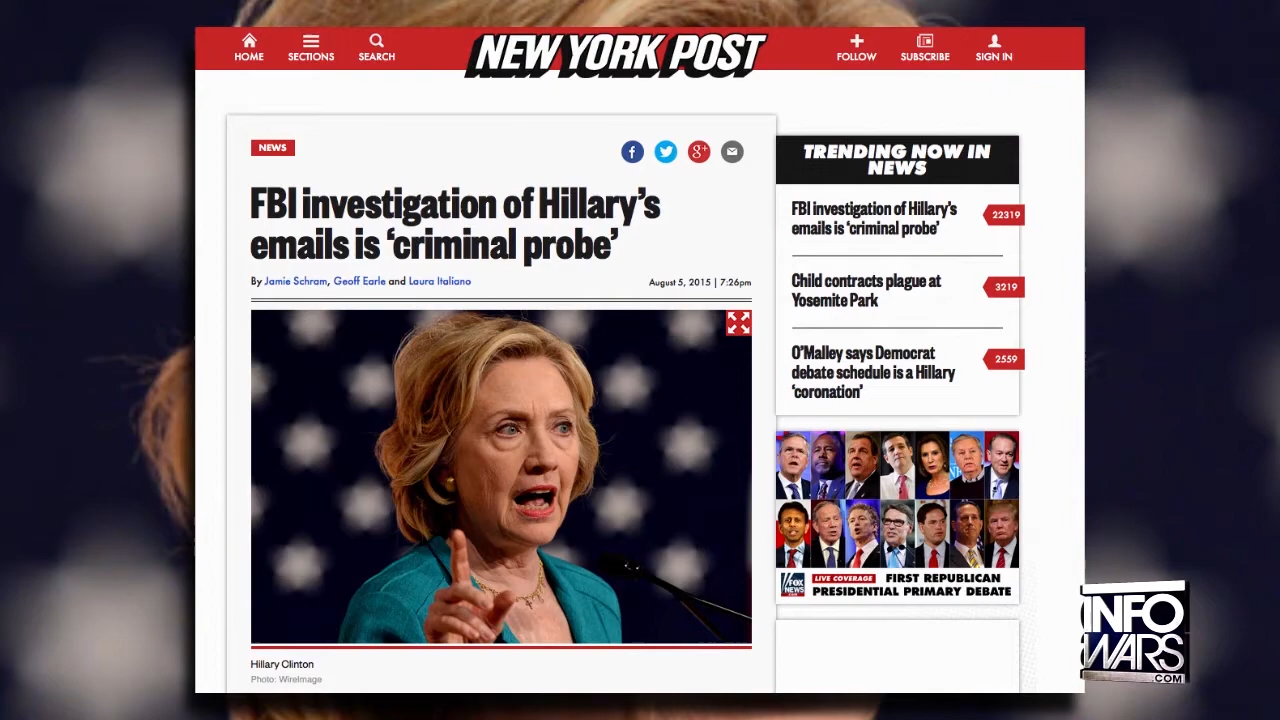 HOME
SECTIONS
SEARCH
NEW YORK POST
FOLLOW
SUBSCRIBE
SIGN IN
NEWS
f
g+
FBI investigation of Hillary's
emails is 'criminal probe'
By Jamie Schram, Geoff Earle and Laura Italiano
August 5, 2015 | 7:26pm
Hillary Clinton
Photo: WireImage
TRENDING NOW IN
NEWS
FBI investigation of Hillary's
emails is 'criminal probe'
22319
Child contracts plague at
Yosemite Park
3219
O'Malley says Democrat
debate schedule is a Hillary
'coronation'
2559
FOX
NEWS
LIVE COVERAGE FIRST REPUBLICAN
PRESIDENTIAL PRIMARY DEBATE
INFO
WARS
.COM